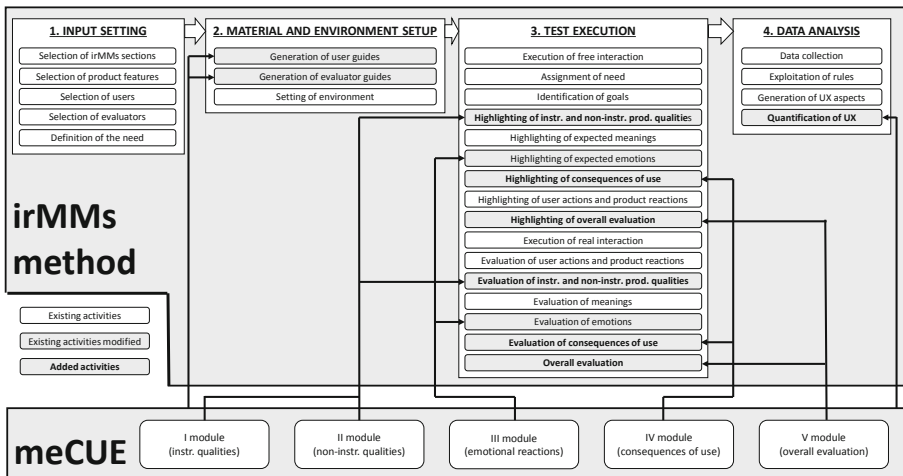 1. INPUT SETTING
Selection of irMMs sections
Selection of product features
Selection of users
Selection of evaluators
Definition of the need
2. MATERIAL AND ENVIRONMENT SETUP
Generation of user guides
Generation of evaluator guides
Setting of environment
3. TEST EXECUTION
Execution of free interaction
Assignment of need
Identification of goals
Highlighting of instr. and non-instr. prod. qualities
Highlighting of expected meanings
Highlighting of expected emotions
Highlighting of consequences of use
Highlighting of user actions and product reactions
Highlighting of overall evaluation
Execution of real interaction
Evaluation of user actions and product reactions
Evaluation of instr. and non-instr. prod. qualities
Evaluation of meanings
Evaluation of emotions
Evaluation of consequences of use
Overall evaluation
4. DATA ANALYSIS
Data collection
Exploitation of rules
Generation of UX aspects
Quantification of UX
irMMs
method
Existing activities
Existing activities modified
Added activities
meCUE
I module
(instr. qualities)
II module
(non-instr. qualities)
III module
(emotional reactions)
IV module
(consequences of use)
V module
(overall evaluation)